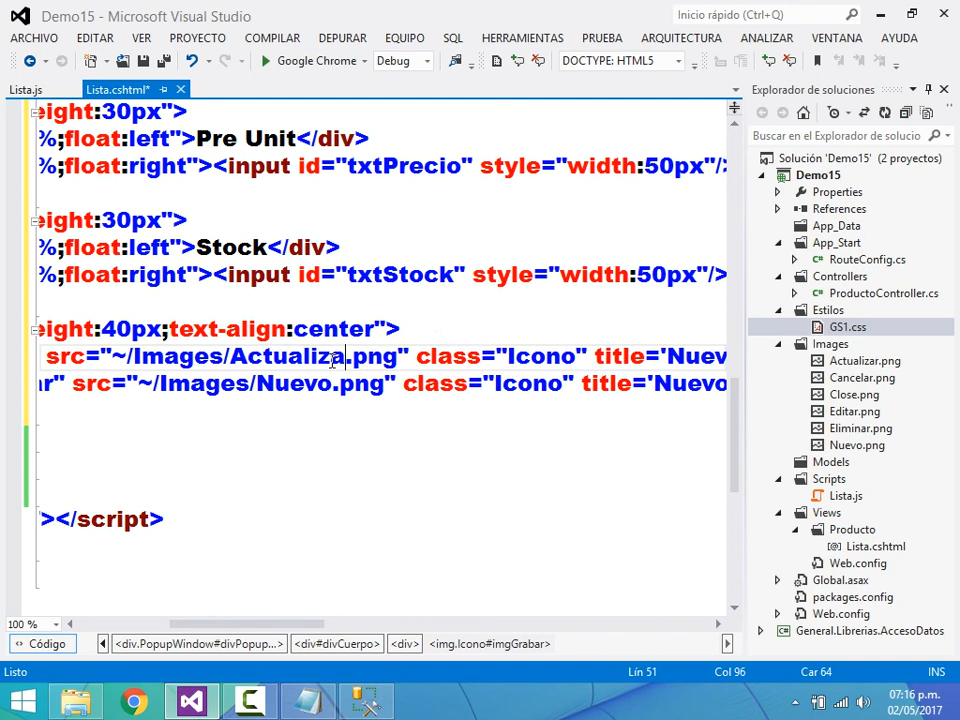 Demo15 - Microsoft Visual Studio
Inicio rápido (Ctrl+Q)
ARCHIVO EDITAR VER PROYECTO COMPILAR DEPURAR EQUIPO SQL HERRAMIENTAS PRUEBA ARQUITECTURA ANALIZAR VENTANA AYUDA
Google Chrome Debug DOCTYPE: HTML5
Lista.js Lista.cshtml*
eight:30px">
%;float:left">Pre Unit</div>
%;float:right"><input id="txtPrecio" style="width:50px"/>
eight:30px">
%;float:left">Stock</div>
%;float:right"><input id="txtStock" style="width:50px"/>
eight:40px;text-align:center">
src="~/Images/Actualiza.png" class="Icono" title='Nuev
ar" src="~/Images/Nuevo.png" class="Icono" title='Nuevo
"></script>
100 %
Código <div.PopupWindow#divPopup...> <div#divCuerpo> <div> <img.Icono#imgGrabar>
Explorador de soluciones
Buscar en el Explorador de solucio
Solución 'Demo15' (2 proyectos)
Demo15
Properties
References
App_Data
App_Start
RouteConfig.cs
Controllers
ProductoController.cs
Estilos
GS1.css
Images
Actualizar.png
Cancelar.png
Close.png
Editar.png
Eliminar.png
Nuevo.png
Models
Scripts
Lista.js
Views
Producto
Lista.cshtml
Web.config
Global.asax
packages.config
Web.config
General.Librerias.AccesoDatos
Listo Lín 51 Col 96 Car 64 INS
07:16 p.m.
02/05/2017